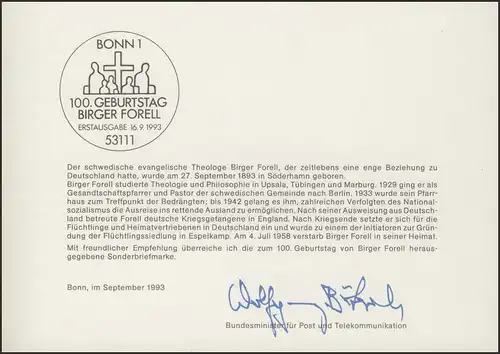 BONN 1
100. GEBURTSTAG
BIRGER FORELL
ERSTAUSGABE 16.9.1993
53111
Der schwedische evangelische Theologe Birger Forell, der zeitlebens eine enge Beziehung zu
Deutschland hatte, wurde am 27. September 1893 in Söderhamn geboren.
Birger Forell studierte Theologie und Philosophie in Upsala, Tübingen und Marburg. 1929 ging er als
Gesandtschaftspfarrer und Pastor der schwedischen Gemeinde nach Berlin. 1933 wurde sein Pfarr-
haus zum Treffpunkt der Bedrängten; bis 1942 gelang es ihm, zahlreichen Verfolgten des National-
sozialismus die Ausreise ins rettende Ausland zu ermöglichen. Nach seiner Ausweisung aus Deutsch-
land betreute Forell deutsche Kriegsgefangene in England. Nach Kriegsende setzte er sich für die
Flüchtlinge und Heimatvertriebenen in Deutschland ein und wurde zu einem der Initiatoren zur Grün-
dung der Flüchtlingssiedlung in Espelkamp. Am 4. Juli 1958 verstarb Birger Forell in seiner Heimat.
Mit freundlicher Empfehlung überreiche ich die zum 100. Geburtstag von Birger Forell heraus-
gegebene Sonderbriefmarke.
Bonn, im September 1993
Wolfgang Bötsch
Bundesminister für Post und Telekommunikation